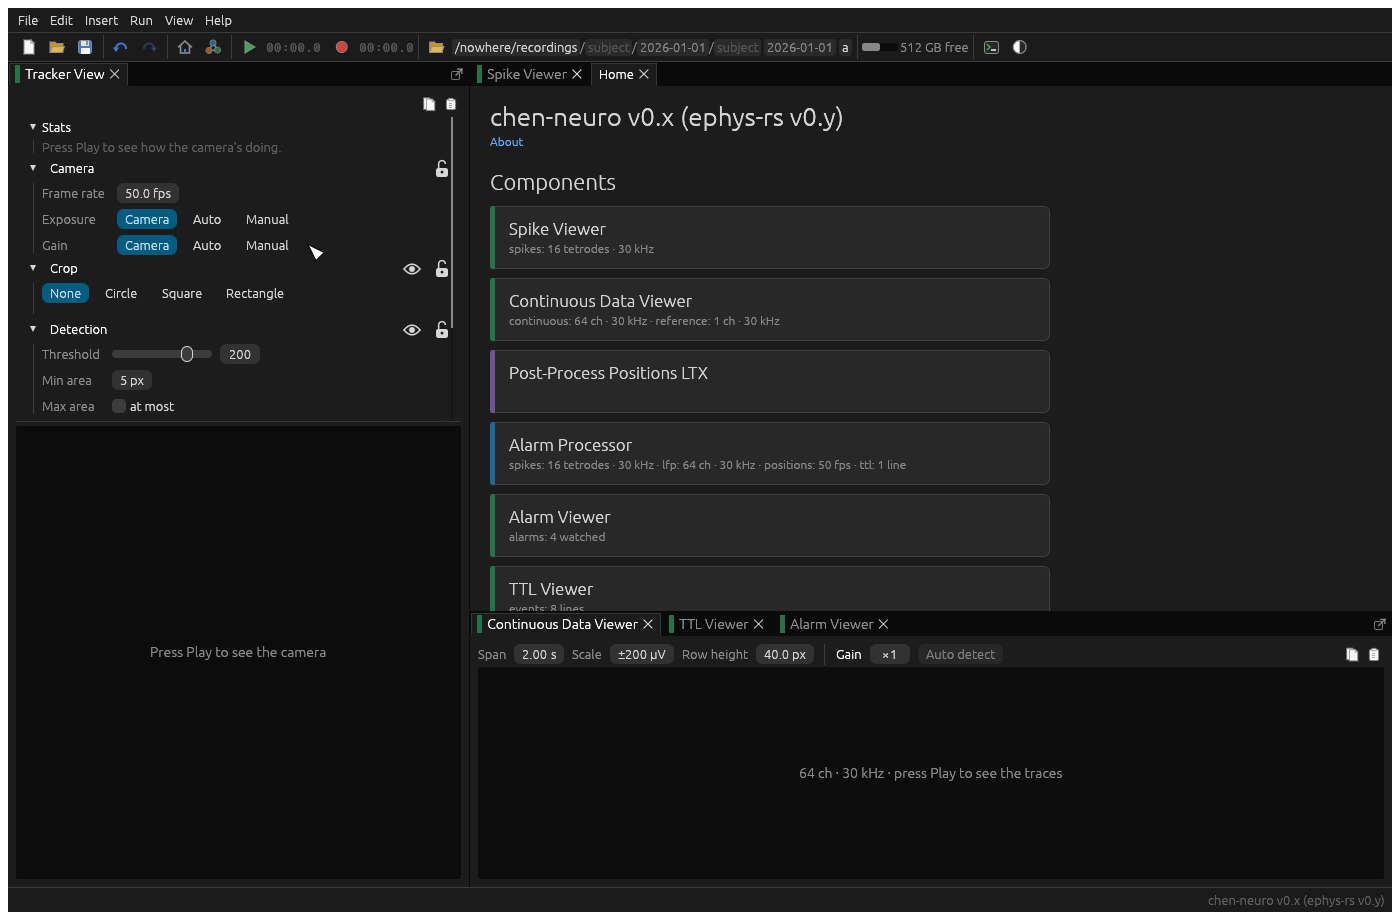 File Edit Insert Run View Help
00:00.0 00:00.0 /nowhere/recordings / subject / 2026-01-01 / subject 2026-01-01 a 512 GB free
Tracker View
Stats
Press Play to see how the camera's doing.
Camera
Frame rate 50.0 fps
Exposure Camera Auto Manual
Gain Camera Auto Manual
Crop
None Circle Square Rectangle
Detection
Threshold 200
Min area 5 px
Max area at most
Press Play to see the camera
Spike Viewer Home
chen-neuro v0.x (ephys-rs v0.y)
About
Components
Spike Viewer
spikes: 16 tetrodes · 30 kHz
Continuous Data Viewer
continuous: 64 ch · 30 kHz · reference: 1 ch · 30 kHz
Post-Process Positions LTX
Alarm Processor
spikes: 16 tetrodes · 30 kHz · lfp: 64 ch · 30 kHz · positions: 50 fps · ttl: 1 line
Alarm Viewer
alarms: 4 watched
TTL Viewer
events: 8 lines
Continuous Data Viewer TTL Viewer Alarm Viewer
Span 2.00 s Scale ±200 µV Row height 40.0 px Gain ×1 Auto detect
64 ch · 30 kHz · press Play to see the traces
chen-neuro v0.x (ephys-rs v0.y)